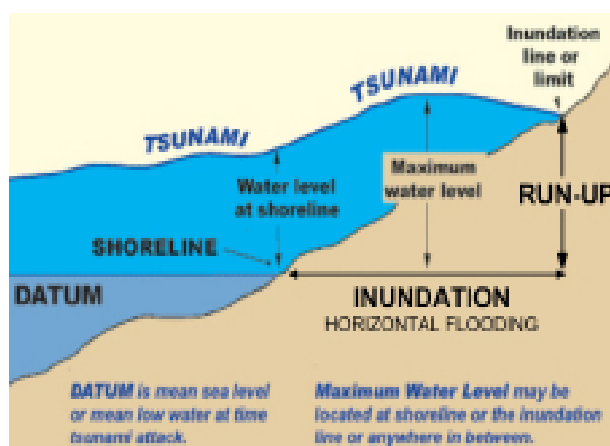 Inundation
line or
limit
TSUNAMI
TSUNAMI
Water level
at shoreline
Maximum
water level
RUN-UP
SHORELINE
DATUM
INUNDATION
HORIZONTAL FLOODING
DATUM is mean sea level
or mean low water at time
tsunami attack.
Maximum Water Level may be
located at shoreline or the inundation
line or anywhere in between.